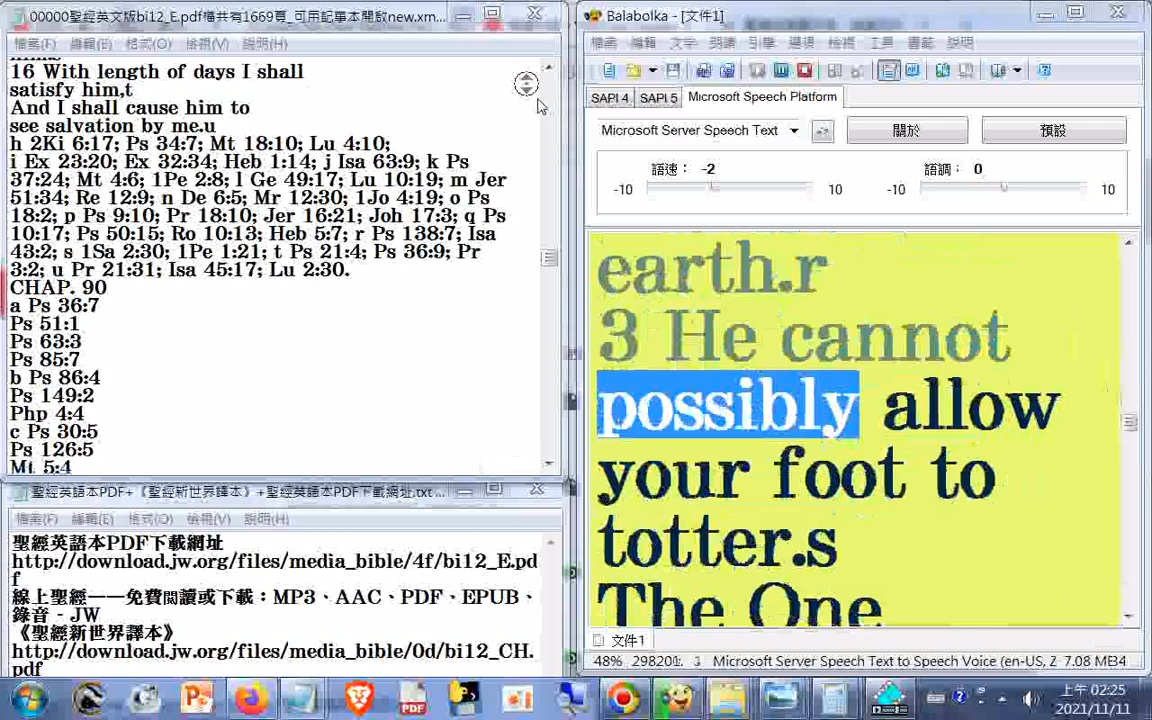 00000聖經英文版bi12_E.pdf檔共有1669頁_可用記事本開啟new.xm...
檔案(F) 編輯(E) 格式(O) 檢視(V) 說明(H)
16 With length of days I shall
satisfy him,t
And I shall cause him to
see salvation by me.u
h 2Ki 6:17; Ps 34:7; Mt 18:10; Lu 4:10;
i Ex 23:20; Ex 32:34; Heb 1:14; j Isa 63:9; k Ps
37:24; Mt 4:6; 1Pe 2:8; l Ge 49:17; Lu 10:19; m Jer
51:34; Re 12:9; n De 6:5; Mr 12:30; 1Jo 4:19; o Ps
18:2; p Ps 9:10; Pr 18:10; Jer 16:21; Joh 17:3; q Ps
10:17; Ps 50:15; Ro 10:13; Heb 5:7; r Ps 138:7; Isa
43:2; s 1Sa 2:30; 1Pe 1:21; t Ps 21:4; Ps 36:9; Pr
3:2; u Pr 21:31; Isa 45:17; Lu 2:30.
CHAP. 90
a Ps 36:7
Ps 51:1
Ps 63:3
Ps 85:7
b Ps 86:4
Ps 149:2
Php 4:4
c Ps 30:5
Ps 126:5
Mt 5:4
聖經英語本PDF+《聖經新世界譯本》+聖經英語本PDF下載網址.txt ...
檔案(F) 編輯(E) 格式(O) 檢視(V) 說明(H)
聖經英語本PDF下載網址
http://download.jw.org/files/media_bible/4f/bi12_E.pd
f
線上聖經——免費閱讀或下載：MP3、AAC、PDF、EPUB、
錄音 - JW
《聖經新世界譯本》
http://download.jw.org/files/media_bible/0d/bi12_CH.
pdf
Balabolka - [文件1]
檔案 編輯 文字 朗讀 引擎 選項 檢視 工具 書籤 說明
SAPI 4 SAPI 5 Microsoft Speech Platform
Microsoft Server Speech Text 關於 預設
語速： -2 語調： 0
-10 10 -10 10
earth.r
3 He cannot
possibly allow
your foot to
totter.s
The One
文件1
48% 298201. Microsoft Server Speech Text to Speech Voice (en-US, Z 7.08 MB4
PDF
上午 02:25
2021/11/11